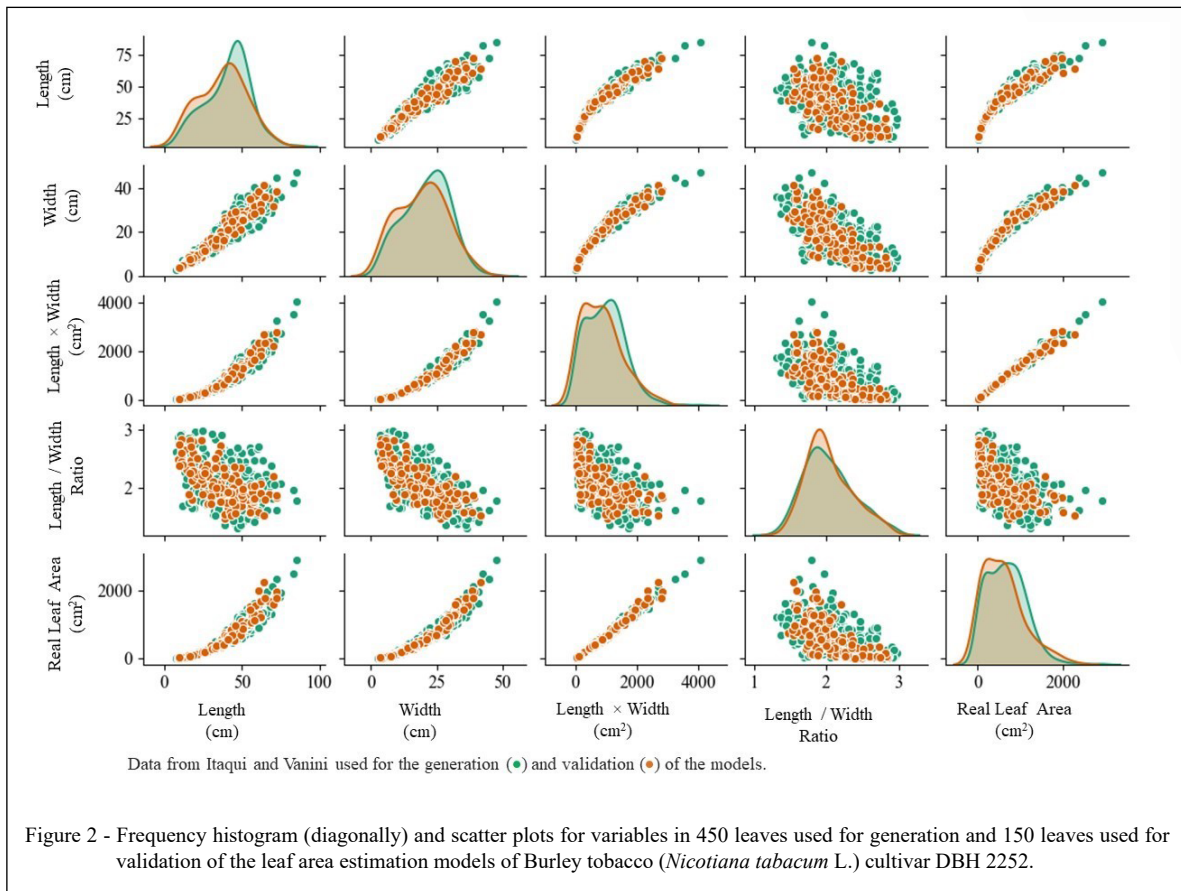 Length
(cm)
75
50
25
Width
(cm)
40
20
0
Length × Width
(cm²)
4000
2000
0
Length / Width
Ratio
3
2
Real Leaf Area
(cm²)
2000
0
0 50 100
0 25 50
0 2000 4000
1 2 3
0 2000
Length
(cm)
Width
(cm)
Length × Width
(cm²)
Length / Width
Ratio
Real Leaf Area
(cm²)
Data from Itaqui and Vanini used for the generation (●) and validation (●) of the models.
Figure 2 - Frequency histogram (diagonally) and scatter plots for variables in 450 leaves used for generation and 150 leaves used for
validation of the leaf area estimation models of Burley tobacco (Nicotiana tabacum L.) cultivar DBH 2252.